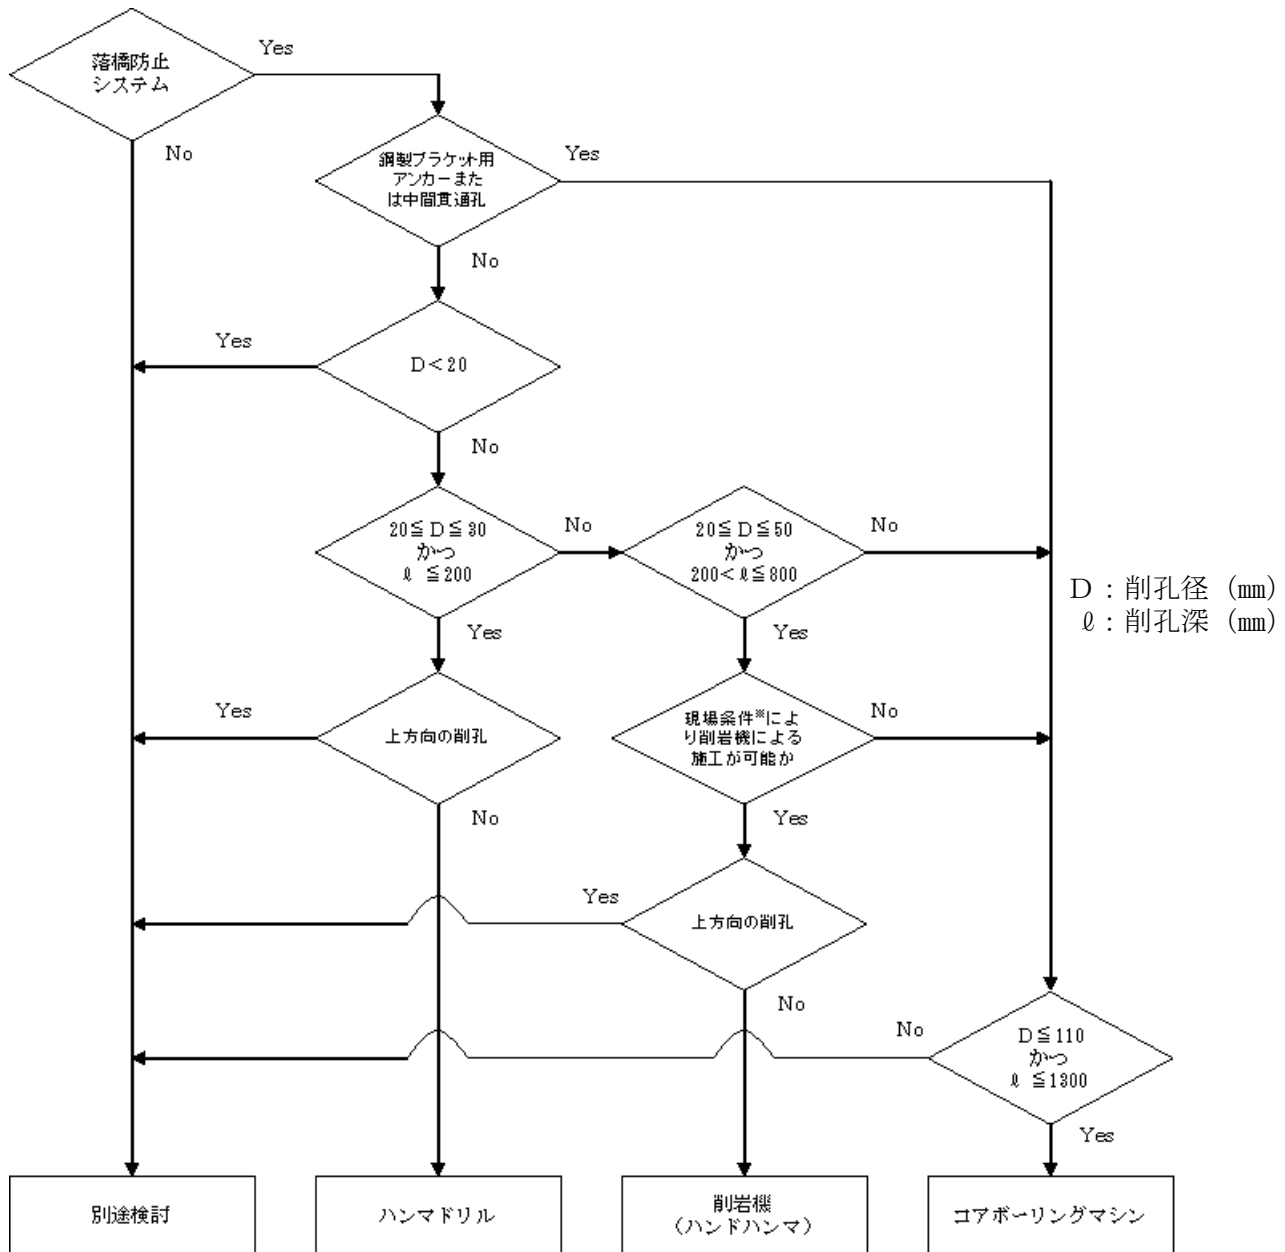 落橋防止
システム
Yes
No
鋼製ブラケット用
アンカーまた
は中間貫通孔
Yes
No
D<20
Yes
No
20≦D≦30
かつ
ℓ ≦200
No
Yes
20≦D≦50
かつ
200<ℓ≦800
No
Yes
D:削孔径 (㎜)
ℓ:削孔深 (㎜)
上方向の削孔
Yes
No
現場条件※によ
り削岩機による
施工が可能か
No
Yes
上方向の削孔
Yes
No
D≦110
かつ
ℓ ≦1300
No
Yes
別途検討
ハンマドリル
削岩機
(ハンドハンマ)
コアボーリングマシン